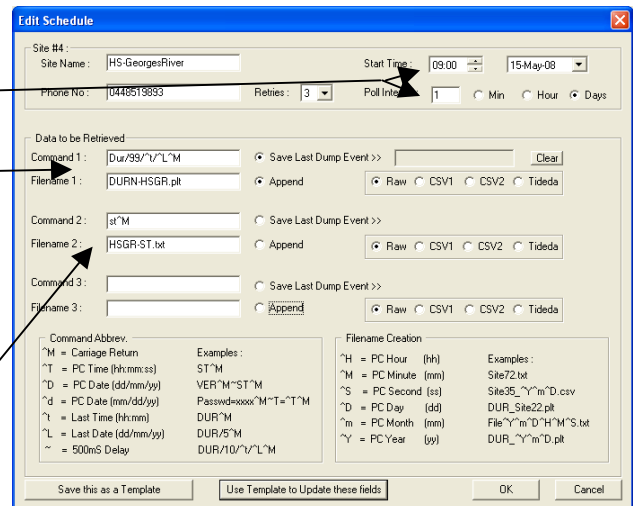 Edit Schedule
Site #4 :
Site Name : HS-GeorgesRiver Start Time : 09:00 15-May-08
Phone No : 0448519893 Retries : 3 Poll Inte 1 Min Hour Days
Data to be Retrieved
Command 1 : Dur/99/^t/^L^M Save Last Dump Event >> Clear
Filename 1 : DURN-HSGR.plt Append Raw CSV1 CSV2 Tideda
Command 2 : st^M Save Last Dump Event >>
Filename 2 : HSGR-ST.txt Append Raw CSV1 CSV2 Tideda
Command 3 : Save Last Dump Event >>
Filename 3 : Append Raw CSV1 CSV2 Tideda
Command Abbrev.
^M = Carriage Return Examples :
^T = PC Time (hh:mm:ss) ST^M
^D = PC Date (dd/mm/yy) VER^M~ST^M
^d = PC Date (mm/dd/yy) Passwd=xxxx^M~T=^T^M
^t = Last Time (hh:mm) DUR^M
^L = Last Date (dd/mm/yy) DUR/5^M
~ = 500mS Delay DUR/10/^t/^L^M
Filename Creation
^H = PC Hour (hh) Examples :
^M = PC Minute (mm) Site72.txt
^S = PC Second (ss) Site35_^Y^m^D.csv
^D = PC Day (dd) DUR_Site22.plt
^m = PC Month (mm) File^Y^m^D^H^M^S.txt
^Y = PC Year (yy) DUR_^Y^m^D.plt
Save this as a Template Use Template to Update these fields OK Cancel